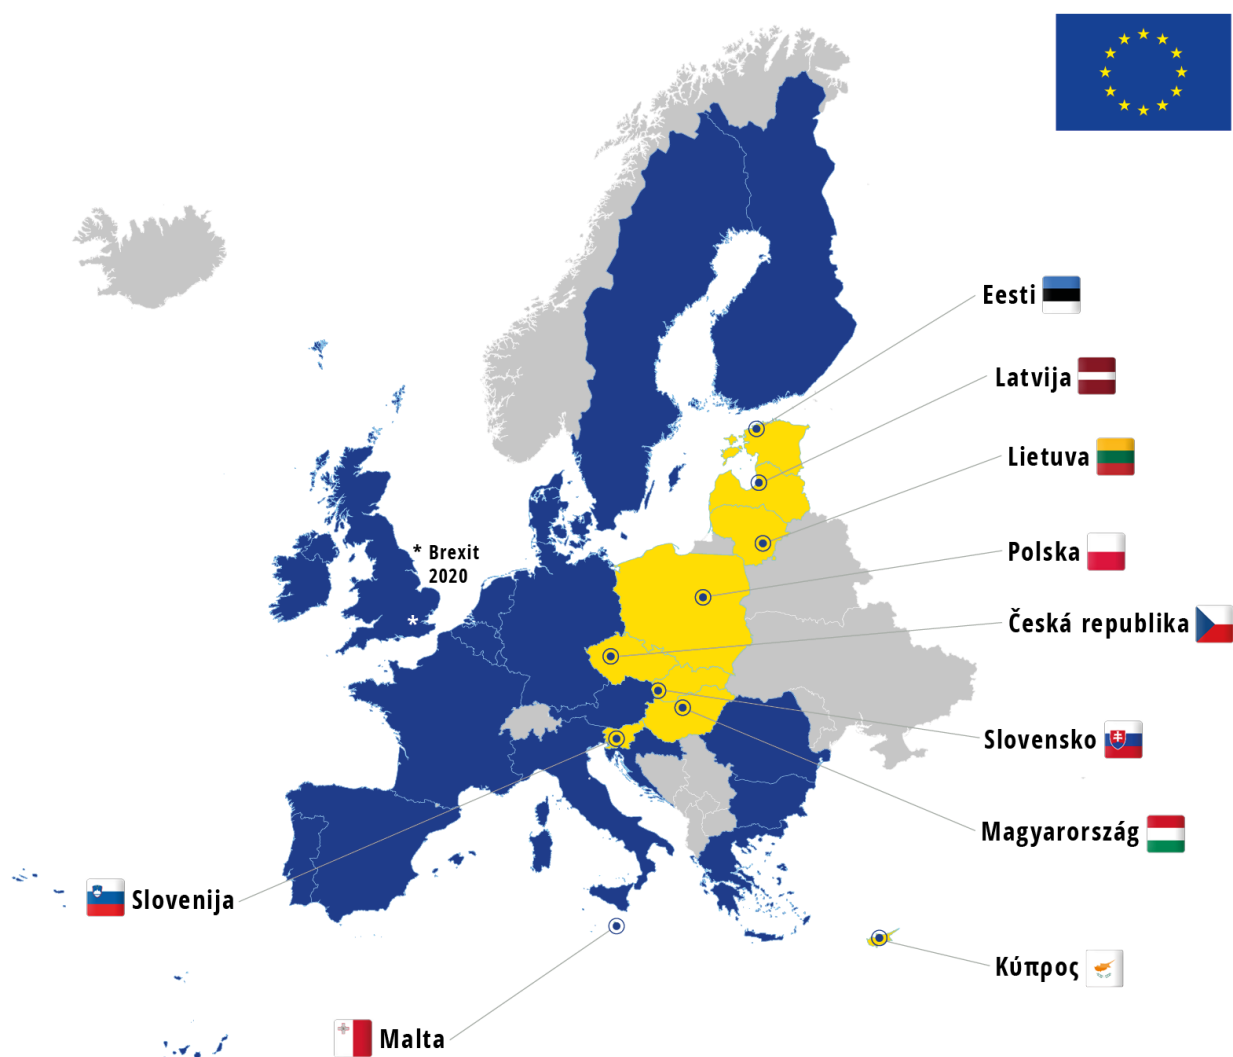 Eesti
Latvija
Lietuva
Polska
* Brexit
2020
*
Česká republika
Slovensko
Magyarország
Slovenija
Κύπρος
Malta